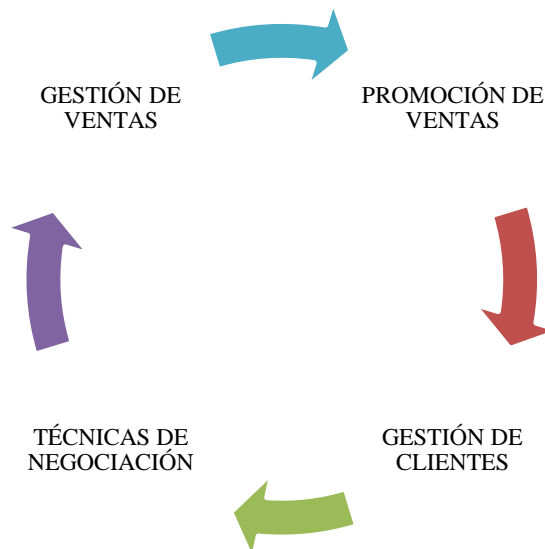 GESTIÓN DE
VENTAS
PROMOCIÓN DE
VENTAS
TÉCNICAS DE
NEGOCIACIÓN
GESTIÓN DE
CLIENTES